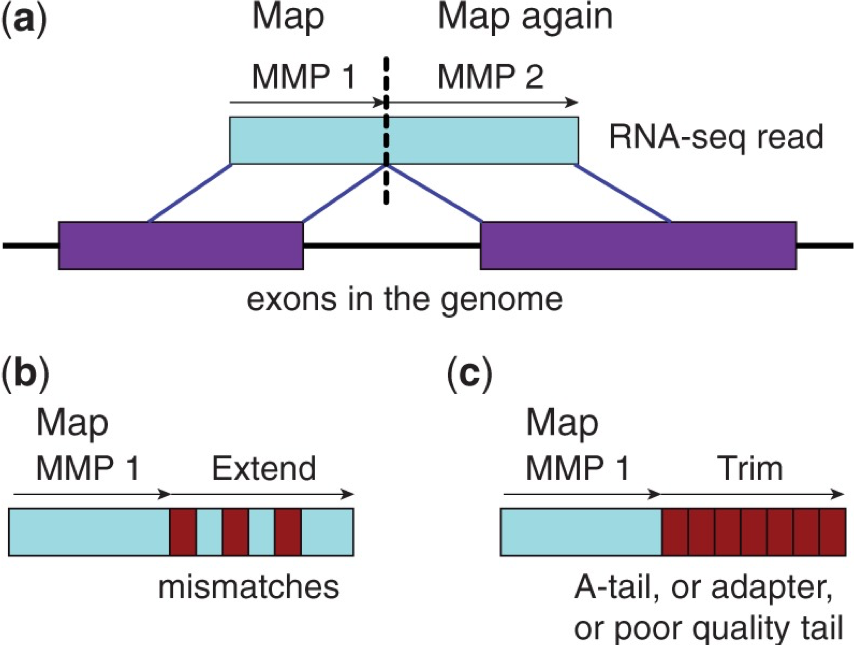 (a)
Map Map again
MMP 1 MMP 2
RNA-seq read
exons in the genome
(b)
Map
MMP 1 Extend
mismatches
(c)
Map
MMP 1 Trim
A-tail, or adapter,
or poor quality tail